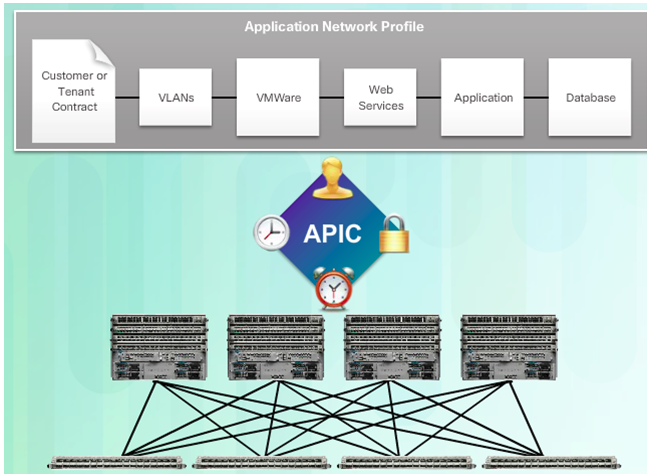 Application Network Profile
Customer or
Tenant
Contract
VLANs
VMWare
Web
Services
Application
Database
APIC